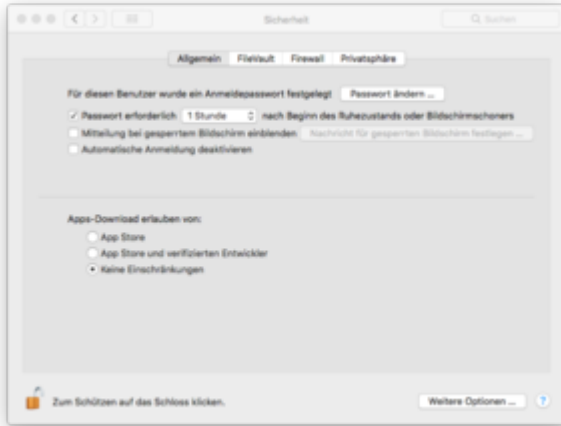 Sicherheit
Suchen
Allgemein FileVault Firewall Privatsphäre
Für diesen Benutzer wurde ein Anmeldepasswort festgelegt Passwort ändern ...
Passwort erforderlich 1 Stunde nach Beginn des Ruhezustands oder Bildschirmschoners
Mitteilung bei gesperrtem Bildschirm einblenden Nachricht für gesperrten Bildschirm festlegen ...
Automatische Anmeldung deaktivieren
Apps-Download erlauben von:
App Store
App Store und verifizierten Entwickler
Keine Einschränkungen
Zum Schützen auf das Schloss klicken.
Weitere Optionen ... ?